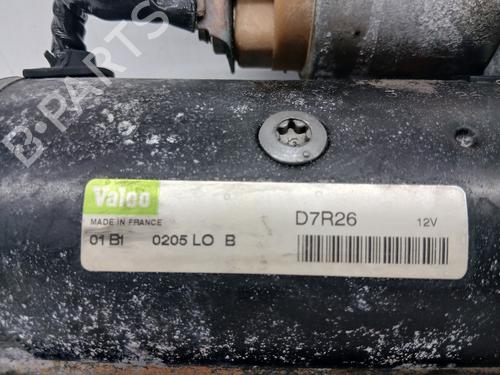 B-PARTS
Valeo
MADE IN FRANCE
01 B1 0205 LO B
D7R26 12V